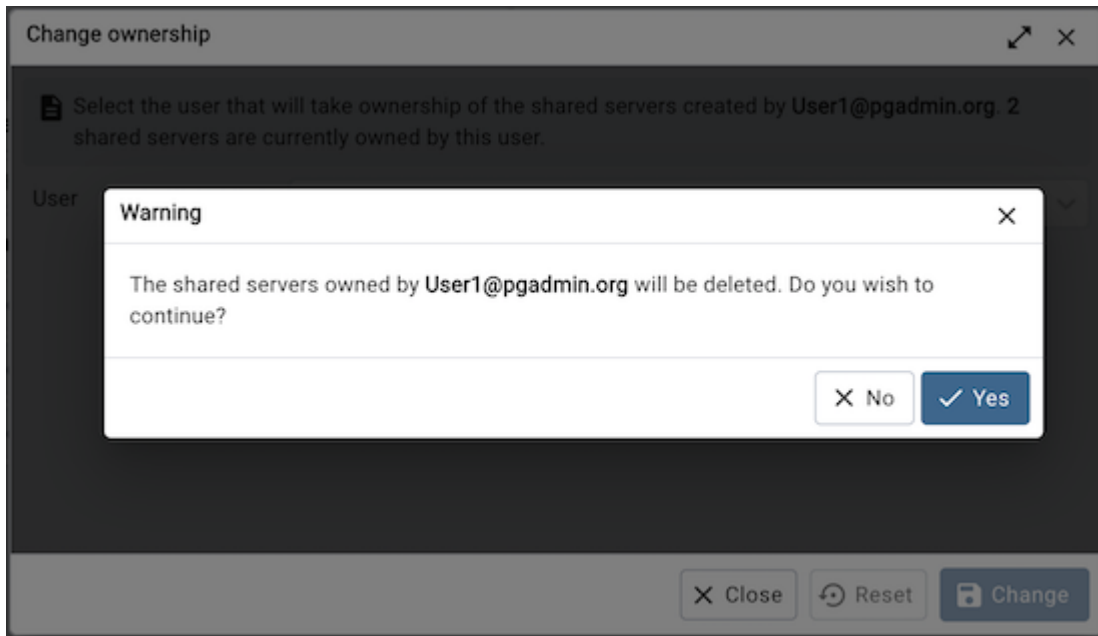 Change ownership
Select the user that will take ownership of the shared servers created by User1@pgadmin.org. 2
shared servers are currently owned by this user.
User
Warning
The shared servers owned by User1@pgadmin.org will be deleted. Do you wish to
continue?
No
Yes
Close
Reset
Change